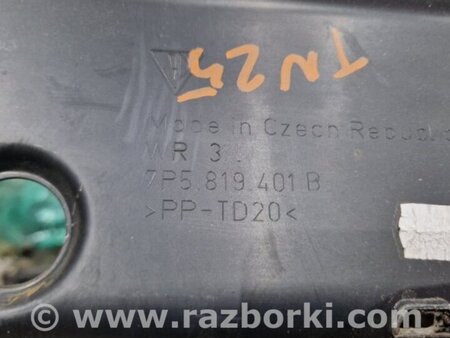 TN25
Made in Czech Republic
WR 3
7P5.819.401 B
>PP-TD20<
www.razborki.com